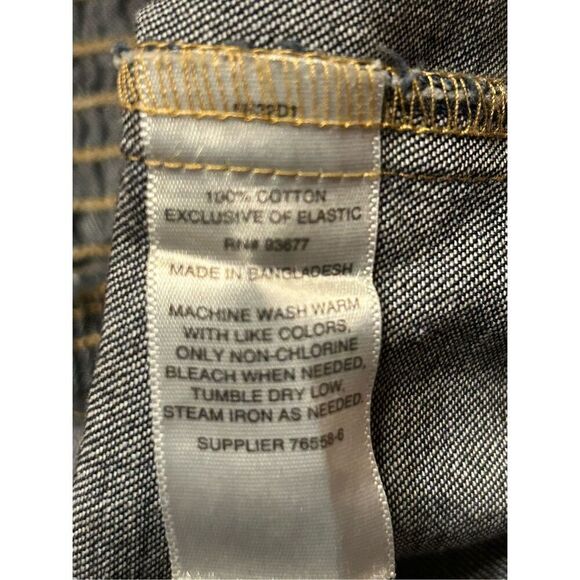 100% COTTON
EXCLUSIVE OF ELASTIC
RN# 93677
MADE IN BANGLADESH
MACHINE WASH WARM
WITH LIKE COLORS,
ONLY NON-CHLORINE
BLEACH WHEN NEEDED,
TUMBLE DRY LOW,
STEAM IRON AS NEEDED.
SUPPLIER 76558-6